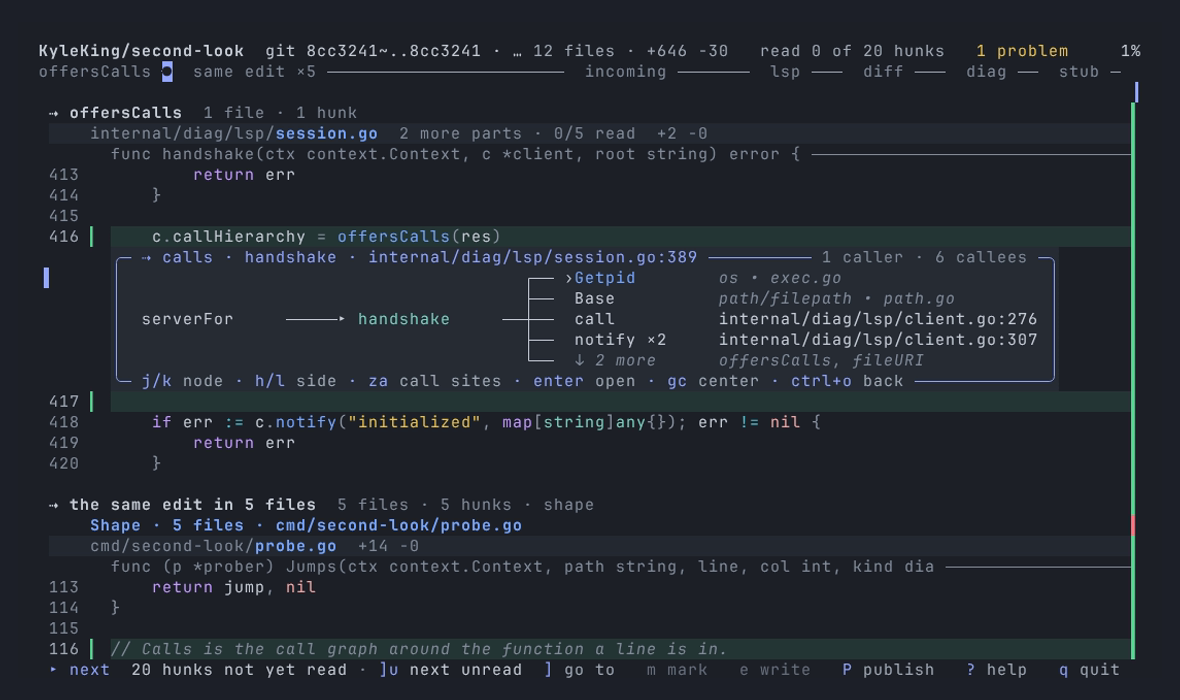 KyleKing/second-look  git 8cc3241~..8cc3241 · … 12 files · +646 -30   read 0 of 20 hunks   1 problem     1%
offersCalls  same edit ×5  incoming  lsp  diff  diag  stub
⇢ offersCalls  1 file · 1 hunk
internal/diag/lsp/session.go  2 more parts · 0/5 read  +2 -0
func handshake(ctx context.Context, c *client, root string) error {
413         return err
414     }
415
416     c.callHierarchy = offersCalls(res)
⇢ calls · handshake · internal/diag/lsp/session.go:389  1 caller · 6 callees
›Getpid  os • exec.go
Base  path/filepath • path.go
serverFor  handshake  call  internal/diag/lsp/client.go:276
notify ×2  internal/diag/lsp/client.go:307
↓ 2 more  offersCalls, fileURI
j/k node · h/l side · za call sites · enter open · gc center · ctrl+o back
417
418     if err := c.notify("initialized", map[string]any{}); err != nil {
419         return err
420     }
⇢ the same edit in 5 files  5 files · 5 hunks · shape
Shape · 5 files · cmd/second-look/probe.go
cmd/second-look/probe.go  +14 -0
func (p *prober) Jumps(ctx context.Context, path string, line, col int, kind dia
113     return jump, nil
114 }
115
116 // Calls is the call graph around the function a line is in.
▸ next  20 hunks not yet read · ]u next unread  ] go to   m mark   e write   P publish   ? help   q quit